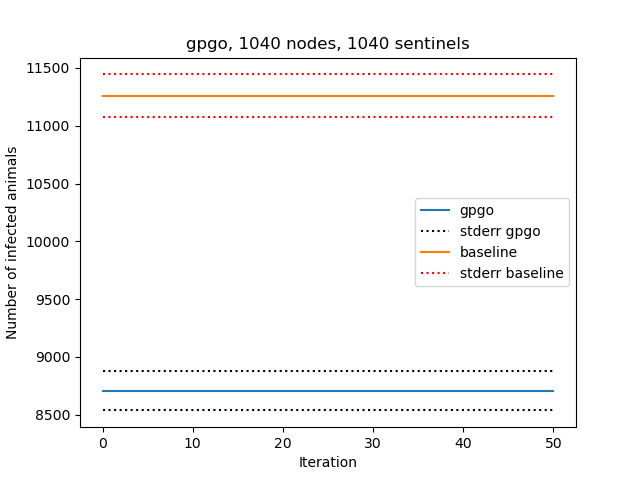 gpgo, 1040 nodes, 1040 sentinels
11500
11000
10500
10000
9500
9000
8500
Number of infected animals
gpgo
stderr gpgo
baseline
stderr baseline
0 10 20 30 40 50
Iteration